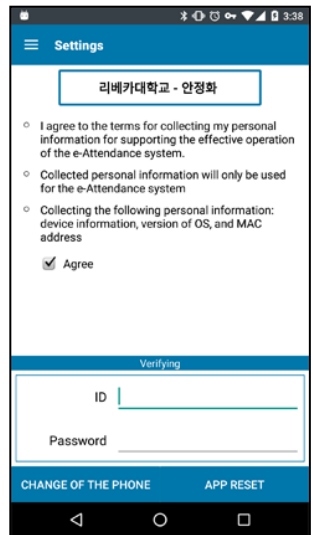 3:38
Settings
리베카대학교 - 안정화
I agree to the terms for collecting my personal
information for supporting the effective operation
of the e-Attendance system.
Collected personal information will only be used
for the e-Attendance system
Collecting the following personal information:
device information, version of OS, and MAC
address
Agree
Verifying
ID
Password
CHANGE OF THE PHONE APP RESET